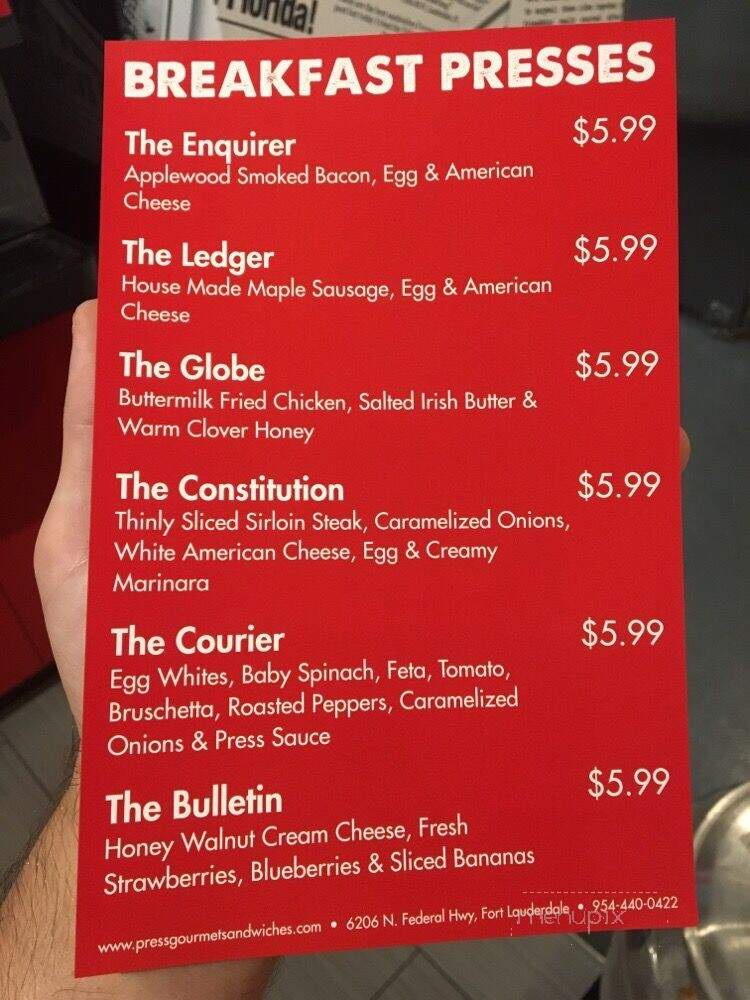 Florida!
BREAKFAST PRESSES
The Enquirer $5.99
Applewood Smoked Bacon, Egg & American
Cheese
The Ledger $5.99
House Made Maple Sausage, Egg & American
Cheese
The Globe $5.99
Buttermilk Fried Chicken, Salted Irish Butter &
Warm Clover Honey
The Constitution $5.99
Thinly Sliced Sirloin Steak, Caramelized Onions,
White American Cheese, Egg & Creamy
Marinara
The Courier $5.99
Egg Whites, Baby Spinach, Feta, Tomato,
Bruschetta, Roasted Peppers, Caramelized
Onions & Press Sauce
The Bulletin $5.99
Honey Walnut Cream Cheese, Fresh
Strawberries, Blueberries & Sliced Bananas
www.pressgourmetsandwiches.com • 6206 N. Federal Hwy, Fort Lauderdale • 954-440-0422
menupix